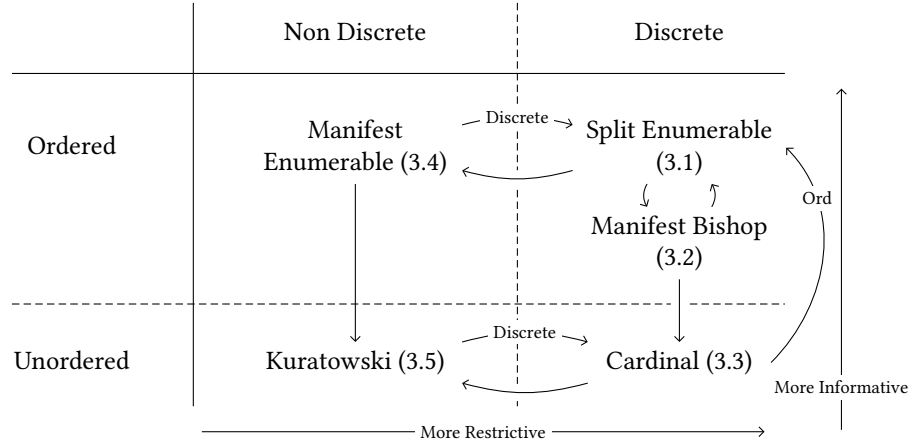 Non Discrete
Discrete
Ordered
Manifest
Enumerable (3.4)
Discrete
Split Enumerable
(3.1)
Manifest Bishop
(3.2)
Ord
Unordered
Kuratowski (3.5)
Discrete
Cardinal (3.3)
More Informative
More Restrictive